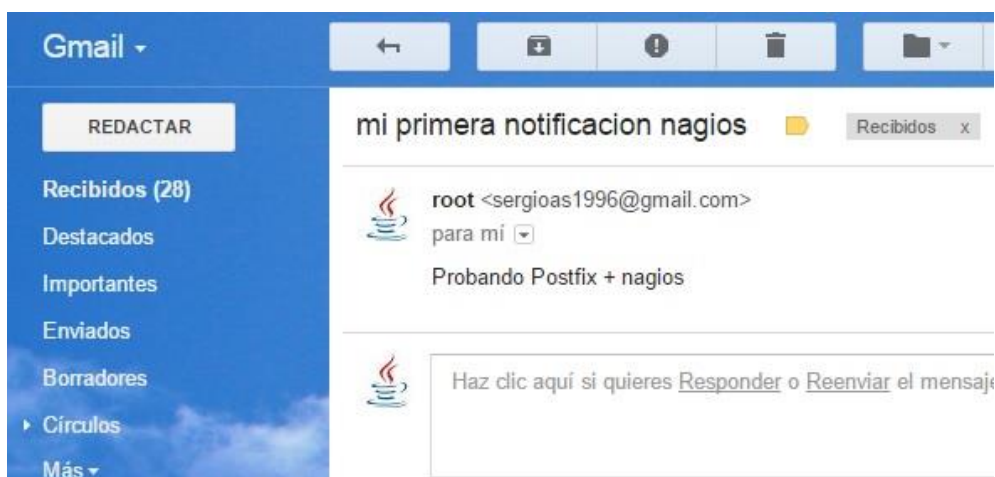 Gmail
REDACTAR
Recibidos (28)
Destacados
Importantes
Enviados
Borradores
Círculos
Más
mi primera notificacion nagios
Recibidos x
root <sergioas1996@gmail.com>
para mí
Probando Postfix + nagios
Haz clic aquí si quieres Responder o Reenviar el mensaje